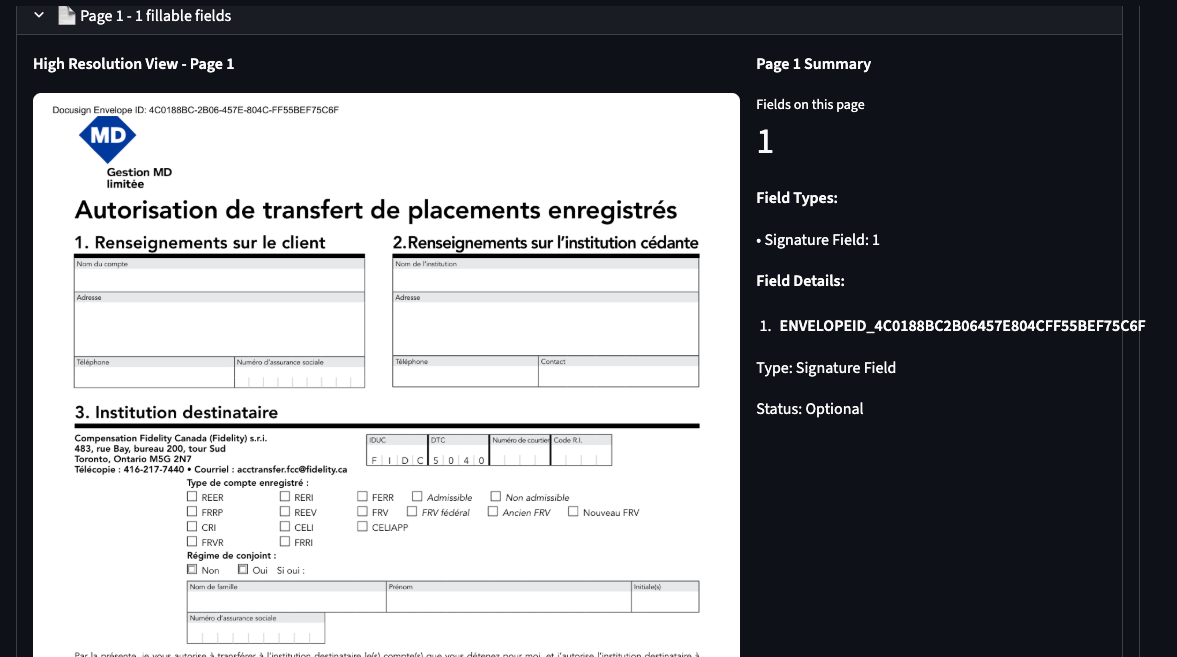 Page 1 - 1 fillable fields
High Resolution View - Page 1
Docusign Envelope ID: 4C0188BC-2B06-457E-804C-FF55BEF75C6F
MD
Gestion MD
limitée
Autorisation de transfert de placements enregistrés
1. Renseignements sur le client
Nom du compte
Adresse
Téléphone
Numéro d'assurance sociale
2.Renseignements sur l'institution cédante
Nom de l'institution
Adresse
Téléphone
Contact
3. Institution destinataire
Compensation Fidelity Canada (Fidelity) s.r.i.
483, rue Bay, bureau 200, tour Sud
Toronto, Ontario M5G 2N7
Télécopie : 416-217-7440 • Courriel : acctransfer.fcc@fidelity.ca
IDUC DTC Numéro de courtier Code R.I.
F I D C 5 0 4 0
Type de compte enregistré :
REER RERI FERR Admissible Non admissible
FRRP REEV FRV FRV fédéral Ancien FRV Nouveau FRV
CRI CELI CELIAPP
FRVR FRRI
Régime de conjoint :
Non Oui Si oui :
Nom de famille Prénom Initiale(s)
Numéro d'assurance sociale
Par la présente, je vous autorise à transférer à l'institution destinataire le(s) compte(s) que vous détenez pour moi, et j'autorise l'institution destinataire à
Page 1 Summary
Fields on this page
1
Field Types:
• Signature Field: 1
Field Details:
1. ENVELOPEID_4C0188BC2B06457E804CFF55BEF75C6F
Type: Signature Field
Status: Optional